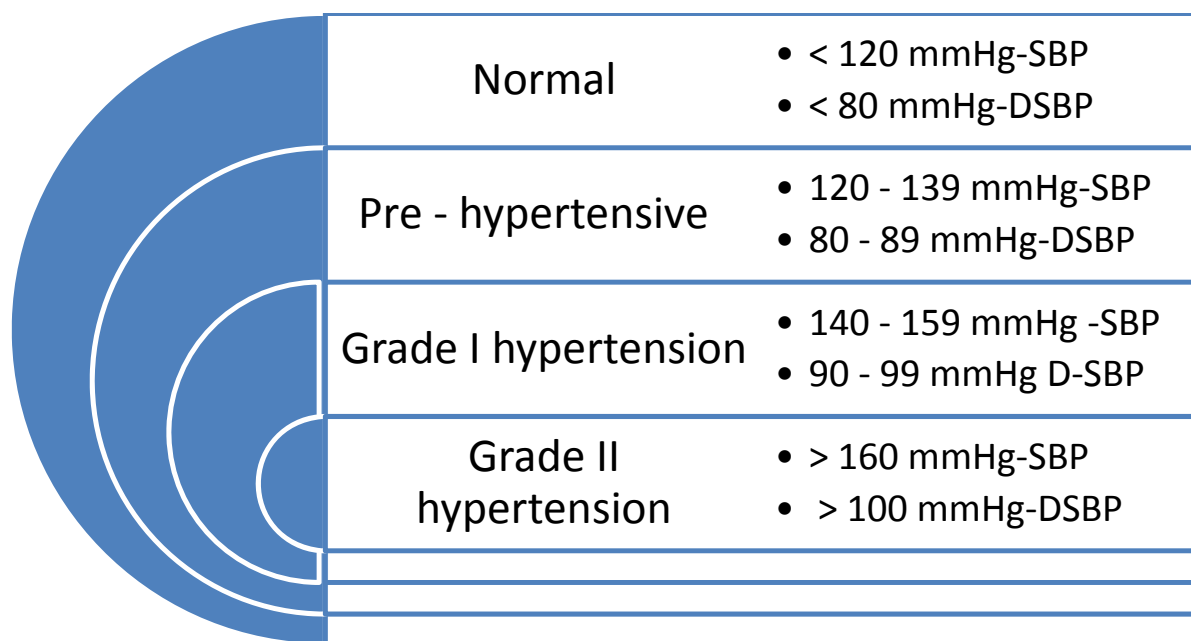 Normal
• < 120 mmHg-SBP
• < 80 mmHg-DSBP
Pre - hypertensive
• 120 - 139 mmHg-SBP
• 80 - 89 mmHg-DSBP
Grade I hypertension
• 140 - 159 mmHg -SBP
• 90 - 99 mmHg D-SBP
Grade II
hypertension
• > 160 mmHg-SBP
• > 100 mmHg-DSBP